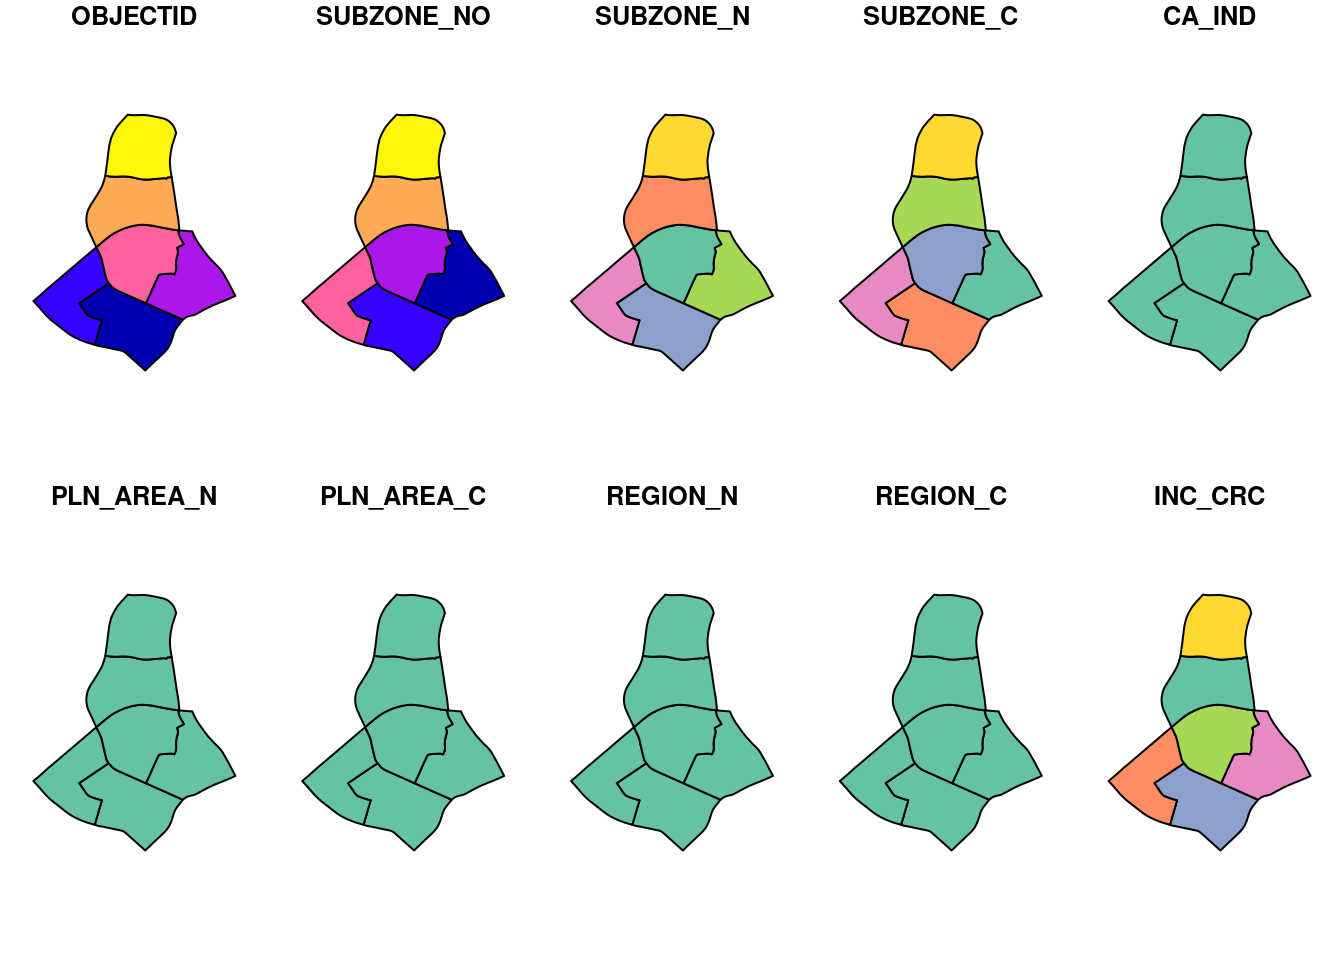 OBJECTID SUBZONE_NO SUBZONE_N SUBZONE_C CA_IND
PLN_AREA_N PLN_AREA_C REGION_N REGION_C INC_CRC